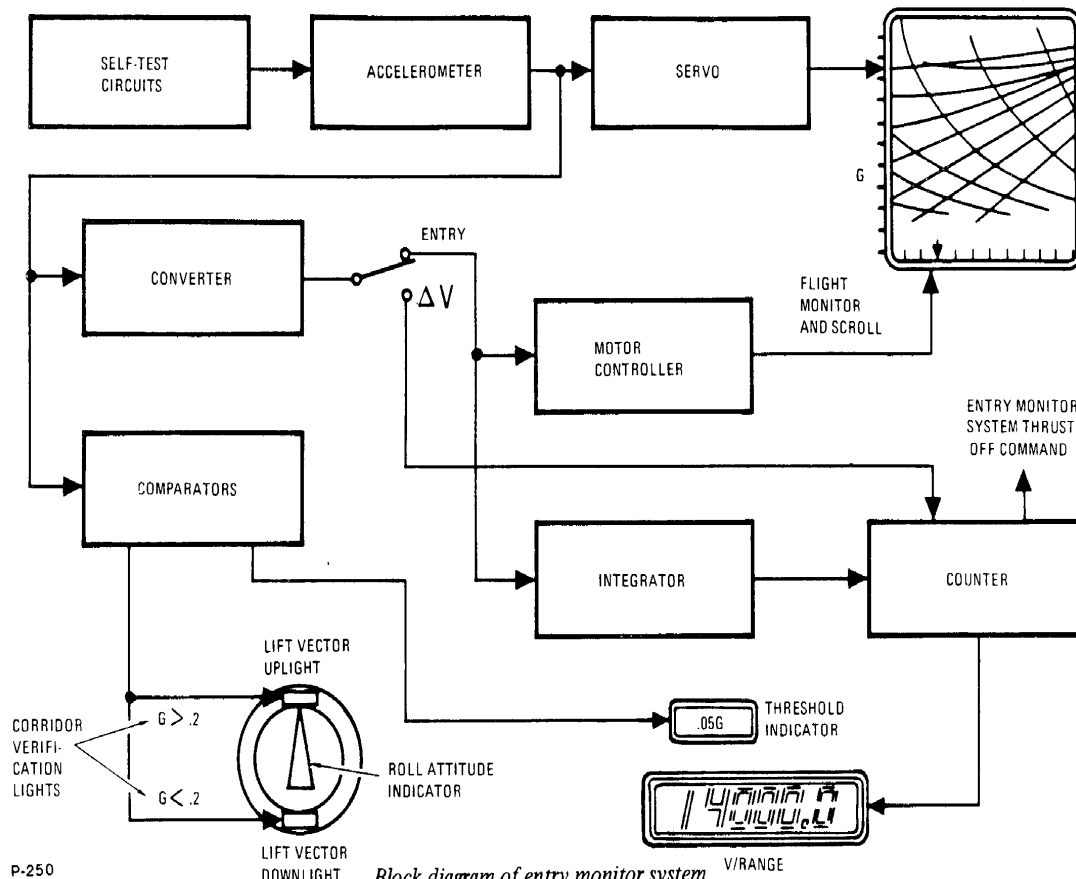 SELF-TEST
CIRCUITS
ACCELEROMETER
SERVO
G
CONVERTER
ENTRY
ΔV
FLIGHT
MONITOR
AND SCROLL
MOTOR
CONTROLLER
ENTRY MONITOR
SYSTEM THRUST
OFF COMMAND
COMPARATORS
INTEGRATOR
COUNTER
LIFT VECTOR
UPLIGHT
CORRIDOR
VERIFI-
CATION
LIGHTS
G > .2
G < .2
ROLL ATTITUDE
INDICATOR
.05G
THRESHOLD
INDICATOR
14000.0
V/RANGE
LIFT VECTOR
DOWNLIGHT
P-250
Block diagram of entry monitor system